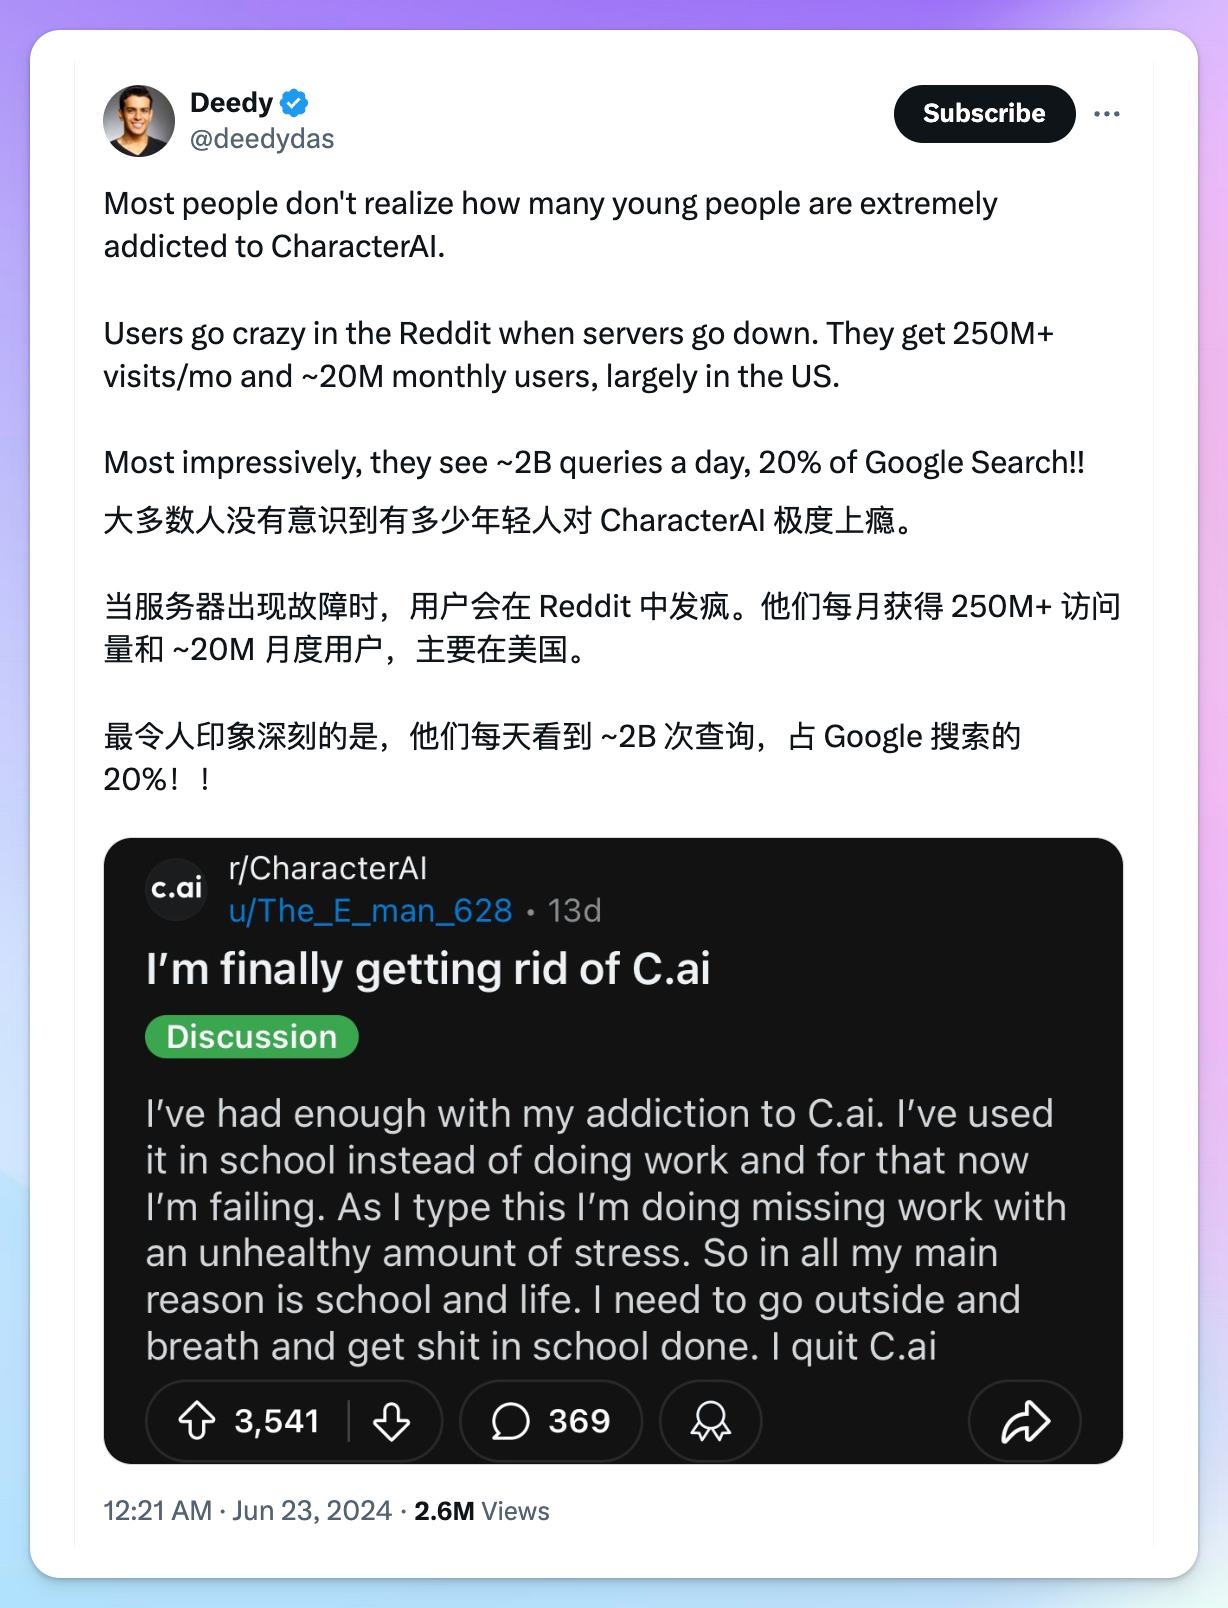 Deedy
@deedydas
Subscribe
Most people don't realize how many young people are extremely
addicted to CharacterAI.
Users go crazy in the Reddit when servers go down. They get 250M+
visits/mo and ~20M monthly users, largely in the US.
Most impressively, they see ~2B queries a day, 20% of Google Search!!
大多数人没有意识到有多少年轻人对 CharacterAI 极度上瘾。
当服务器出现故障时，用户会在 Reddit 中发疯。他们每月获得 250M+ 访问
量和 ~20M 月度用户，主要在美国。
最令人印象深刻的是，他们每天看到 ~2B 次查询，占 Google 搜索的
20%！！
c.ai
r/CharacterAI
u/The_E_man_628 • 13d
I’m finally getting rid of C.ai
Discussion
I’ve had enough with my addiction to C.ai. I’ve used
it in school instead of doing work and for that now
I’m failing. As I type this I’m doing missing work with
an unhealthy amount of stress. So in all my main
reason is school and life. I need to go outside and
breath and get shit in school done. I quit C.ai
3,541
369
12:21 AM · Jun 23, 2024 · 2.6M Views